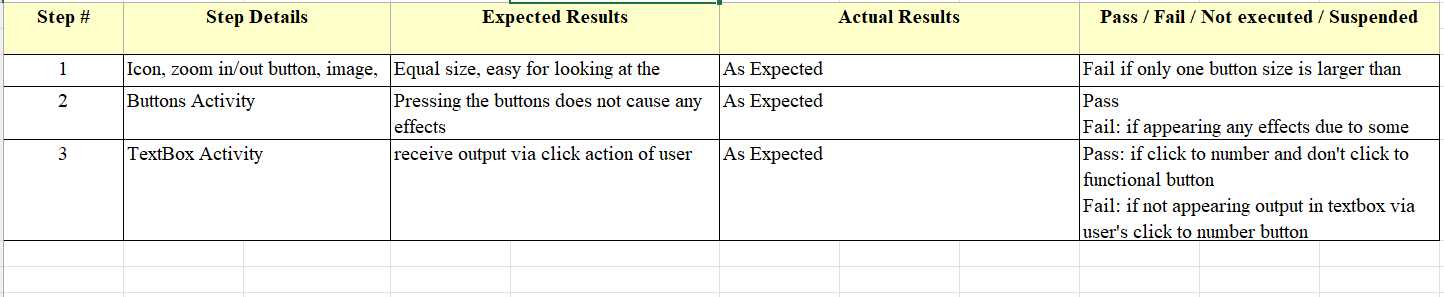 Step # Step Details Expected Results Actual Results Pass / Fail / Not executed / Suspended
1 Icon, zoom in/out button, image, Equal size, easy for looking at the As Expected Fail if only one button size is larger than
2 Buttons Activity Pressing the buttons does not cause any As Expected Pass
effects Fail: if appearing any effects due to some
3 TextBox Activity receive output via click action of user As Expected Pass: if click to number and don't click to
functional button
Fail: if not appearing output in textbox via
user's click to number button